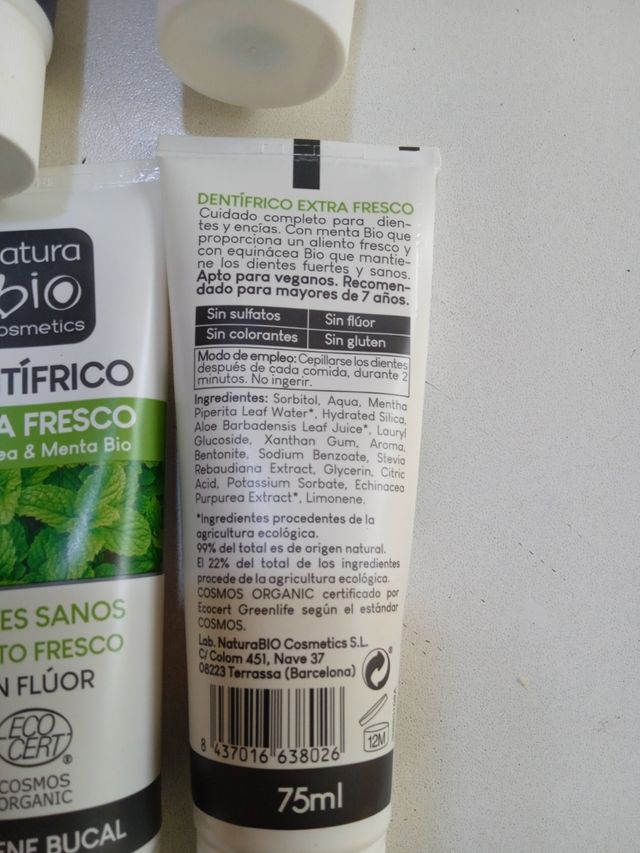 atura
bio
osmetics
TÍFRICO
A FRESCO
ea & Menta Bio
ES SANOS
TO FRESCO
N FLÚOR
ECO
CERT
®
COSMOS
ORGANIC
ENE BUCAL
DENTÍFRICO EXTRA FRESCO
Cuidado completo para dien-
tes y encías. Con menta Bio que
proporciona un aliento fresco y
con equinácea Bio que mantie-
ne los dientes fuertes y sanos.
Apto para veganos. Recomen-
dado para mayores de 7 años.
Sin sulfatos Sin flúor
Sin colorantes Sin gluten
Modo de empleo: Cepillarse los dientes
después de cada comida, durante 2
minutos. No ingerir.
Ingredientes: Sorbitol, Aqua, Mentha
Piperita Leaf Water*, Hydrated Silica,
Aloe Barbadensis Leaf Juice*, Lauryl
Glucoside, Xanthan Gum, Aroma,
Bentonite, Sodium Benzoate, Stevia
Rebaudiana Extract, Glycerin, Citric
Acid, Potassium Sorbate, Echinacea
Purpurea Extract*, Limonene.
*Ingredientes procedentes de la
agricultura ecológica.
99% del total es de origen natural.
El 22% del total de los ingredientes
procede de la agricultura ecológica.
COSMOS ORGANIC certificado por
Ecocert Greenlife según el estándar
COSMOS.
Lab. NaturaBIO Cosmetics S.L.
C/ Colom 451, Nave 37
08223 Terrassa (Barcelona)
8 437016 638026
12M
75ml